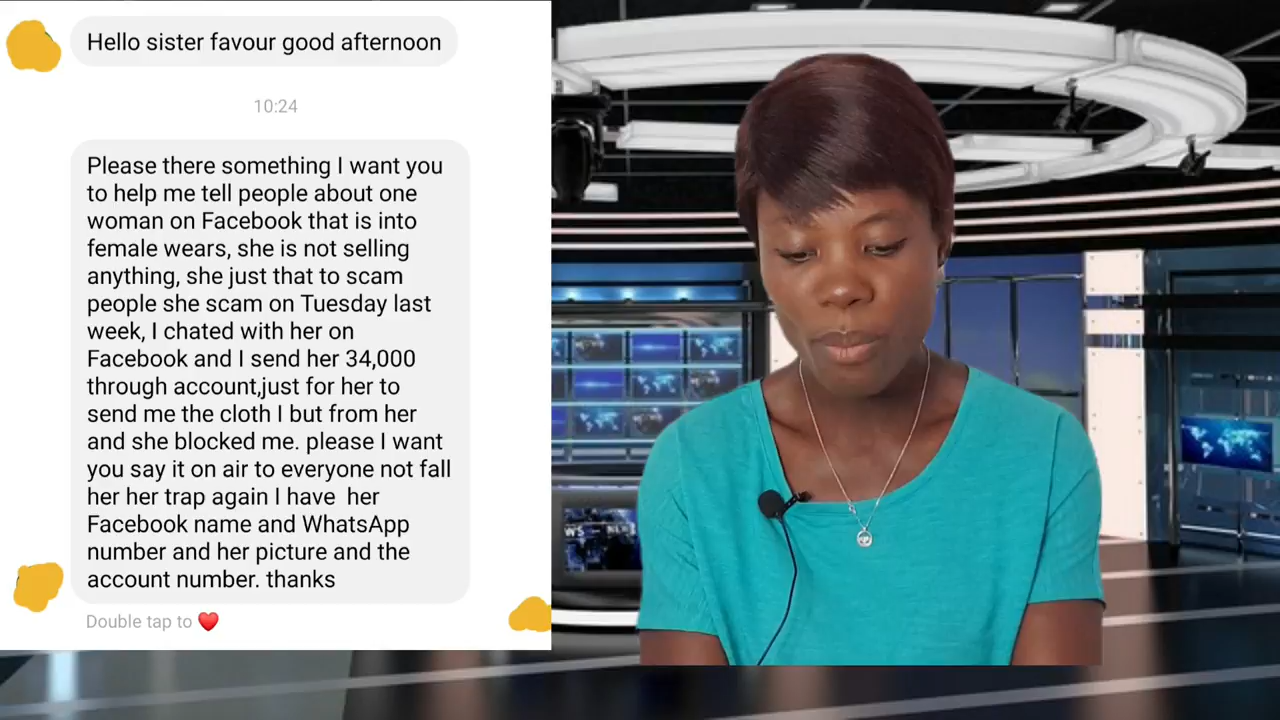 Hello sister favour good afternoon
10:24
Please there something I want you
to help me tell people about one
woman on Facebook that is into
female wears, she is not selling
anything, she just that to scam
people she scam on Tuesday last
week, I chated with her on
Facebook and I send her 34,000
through account,just for her to
send me the cloth I but from her
and she blocked me. please I want
you say it on air to everyone not fall
her her trap again I have  her
Facebook name and WhatsApp
number and her picture and the
account number. thanks
Double tap to ❤️